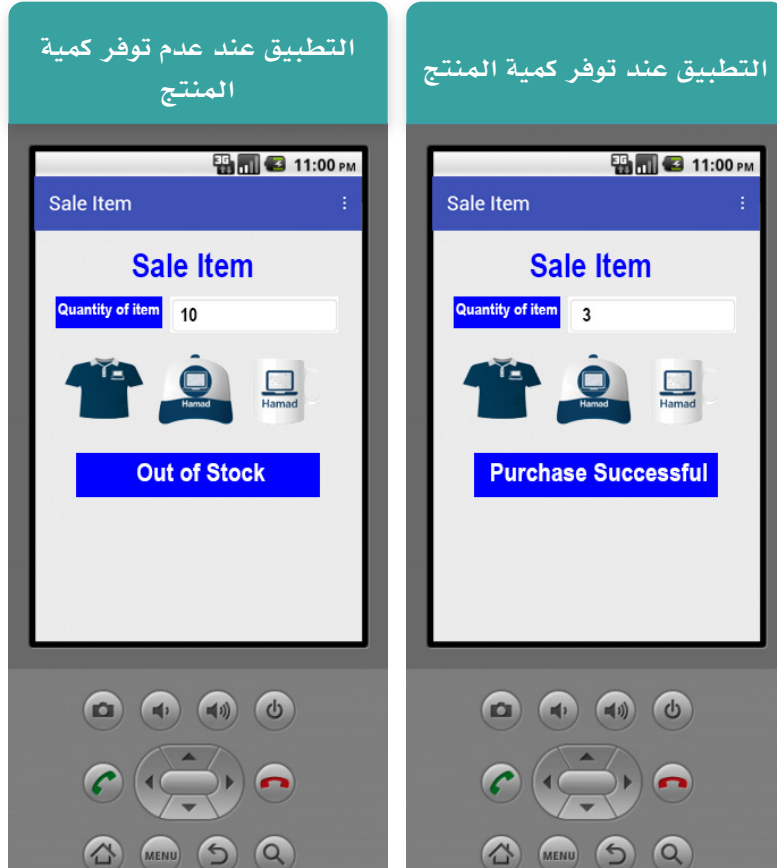 التطبيق عند توفر كمية المنتج
11:00 PM
Sale Item
Sale Item
Quantity of item
3
Hamad
Hamad
Purchase Successful
MENU
التطبيق عند عدم توفر كمية
المنتج
3G
11:00 PM
Sale Item
Sale Item
Quantity of item
10
Hamad
Hamad
Out of Stock
MENU